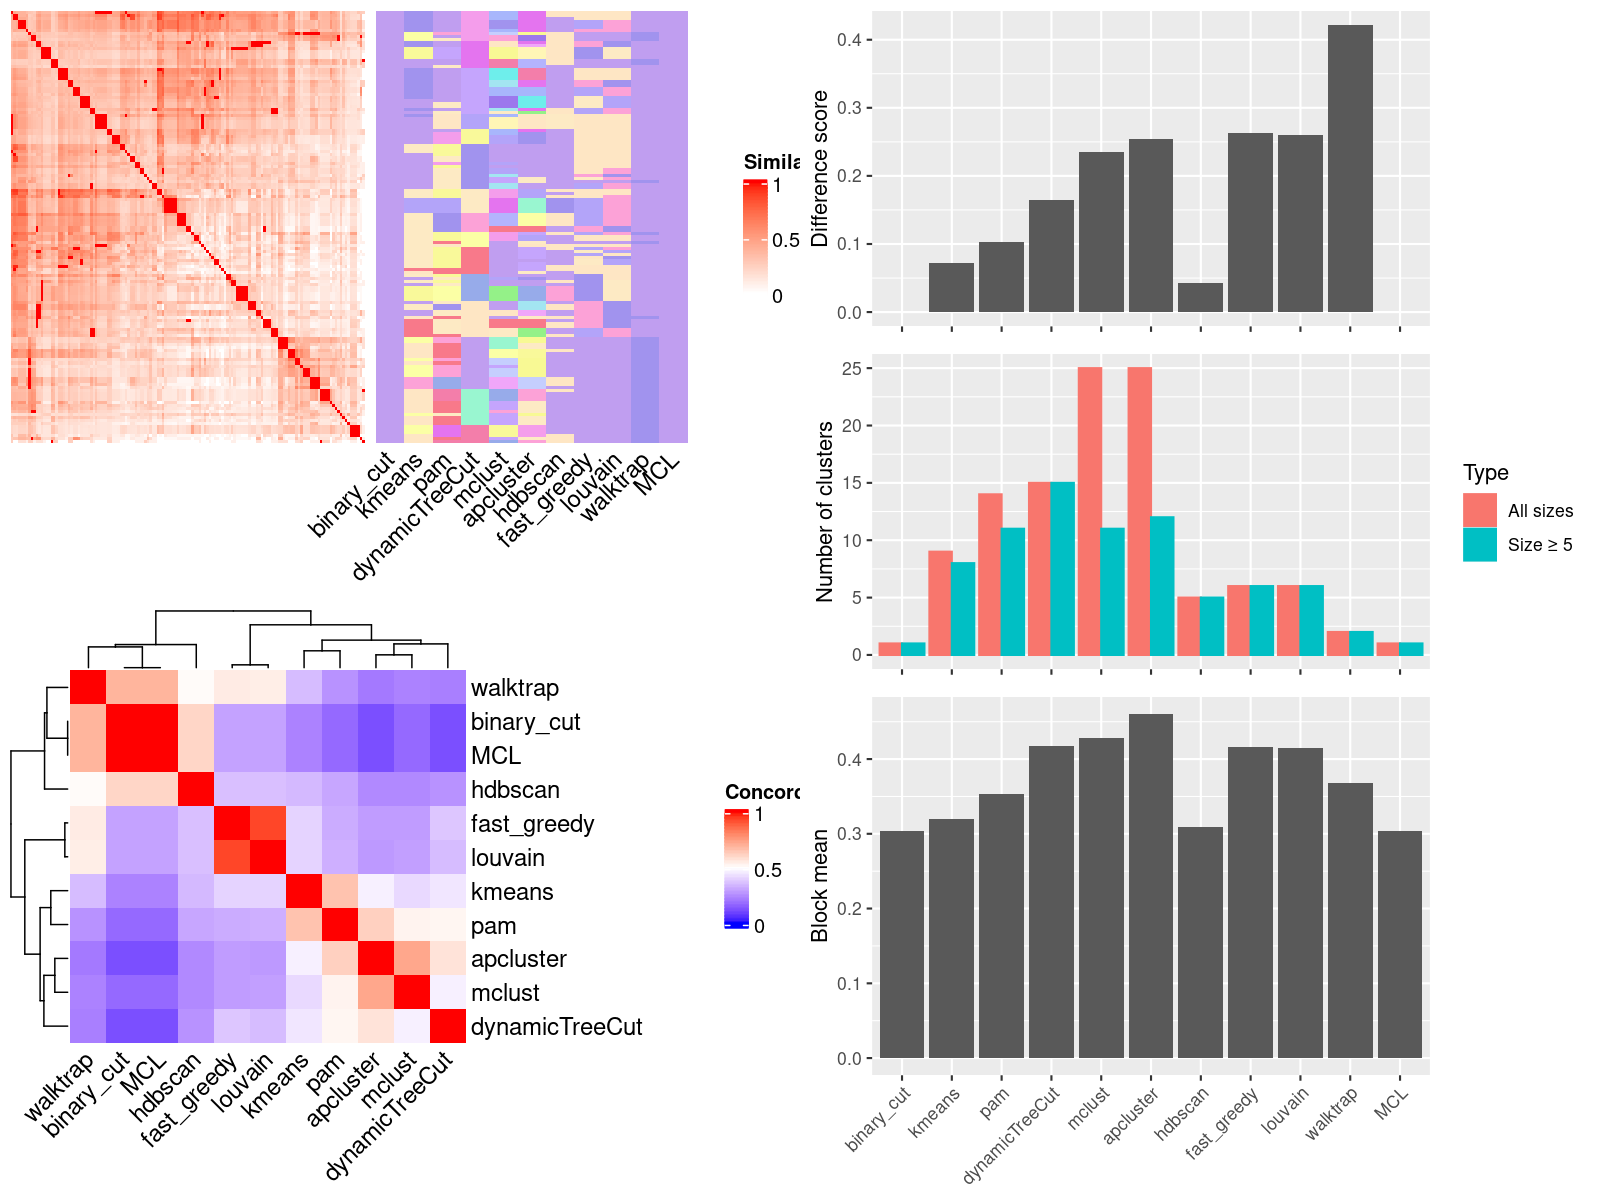 Simila
1
0.5
0
binary_cut
kmeans
pam
dynamicTreeCut
mclust
apcluster
hdbscan
fast_greedy
louvain
walktrap
MCL
walktrap
binary_cut
MCL
hdbscan
fast_greedy
louvain
kmeans
pam
apcluster
mclust
dynamicTreeCut
walktrap
binary_cut
MCL
hdbscan
fast_greedy
louvain
kmeans
pam
apcluster
mclust
dynamicTreeCut
Concord
1
0.5
0
Difference score
0.4
0.3
0.2
0.1
0.0
Number of clusters
25
20
15
10
5
0
Type
All sizes
Size ≥ 5
Block mean
0.4
0.3
0.2
0.1
0.0
binary_cut
kmeans
pam
dynamicTreeCut
mclust
apcluster
hdbscan
fast_greedy
louvain
walktrap
MCL